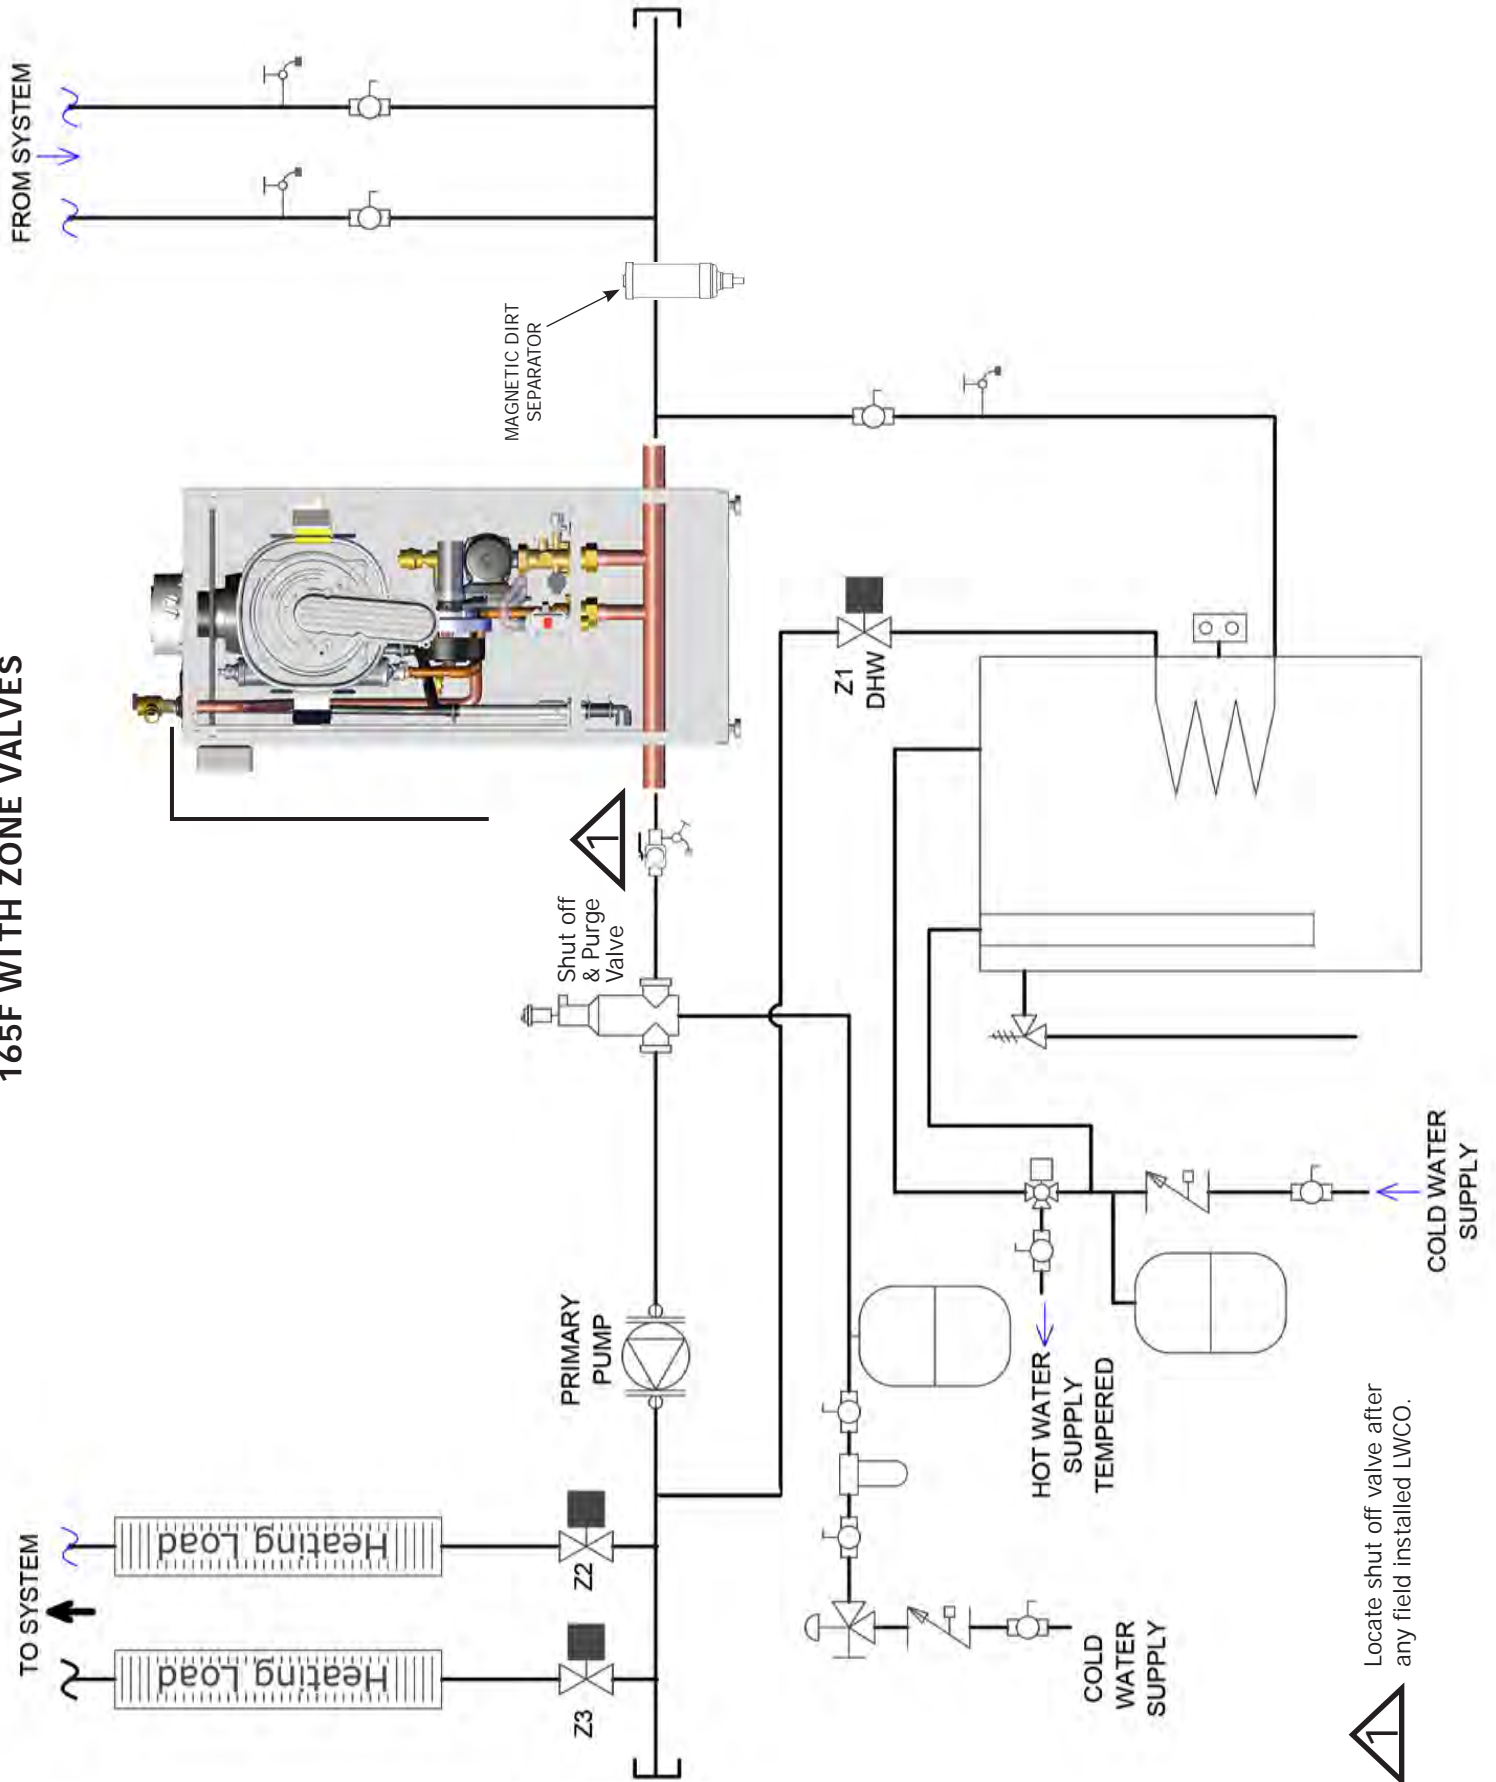 165F WITH ZONE VALVES
FROM SYSTEM
MAGNETIC DIRT
SEPARATOR
Shut off
& Purge
Valve
1
Z1
DHW
PRIMARY
PUMP
TO SYSTEM
Heating Load
Heating Load
Z2
Z3
HOT WATER
SUPPLY
TEMPERED
COLD WATER
SUPPLY
COLD
WATER
SUPPLY
1
Locate shut off valve after
any field installed LWCO.